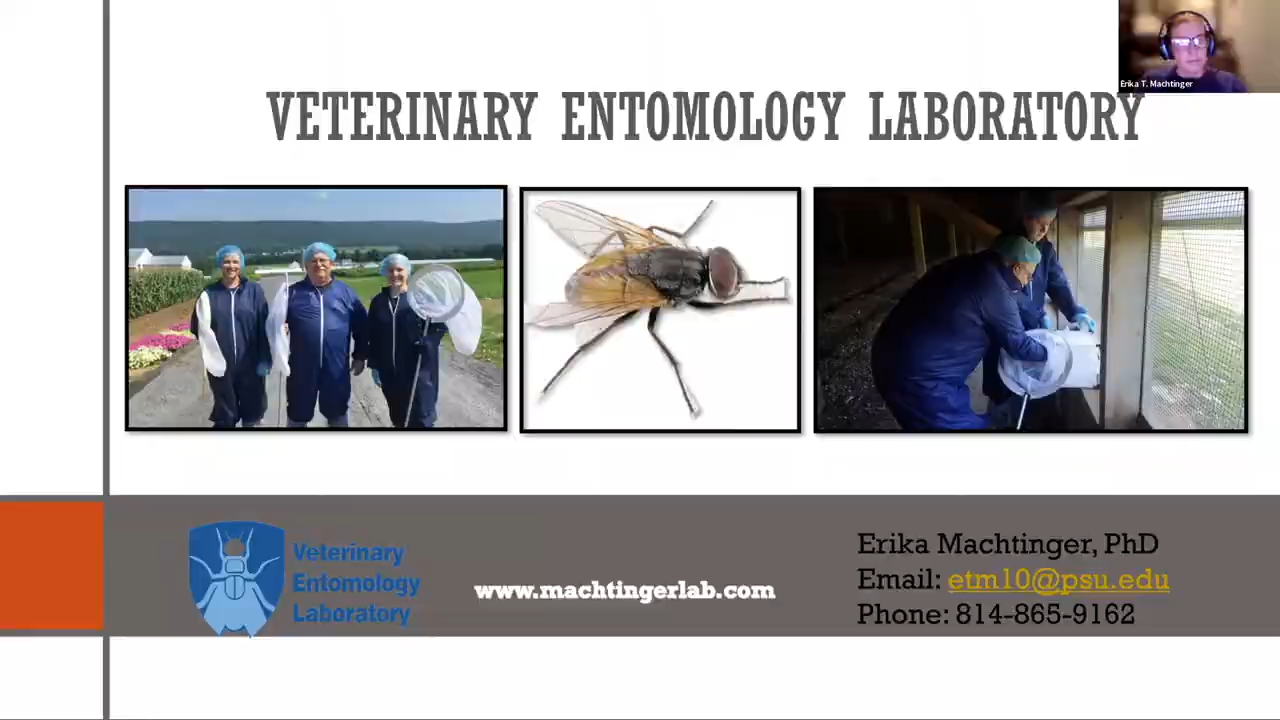 Erika T. Machtinger
VETERINARY ENTOMOLOGY LABORATORY
Veterinary
Entomology
Laboratory
www.machtingerlab.com
Erika Machtinger, PhD
Email: etm10@psu.edu
Phone: 814-865-9162